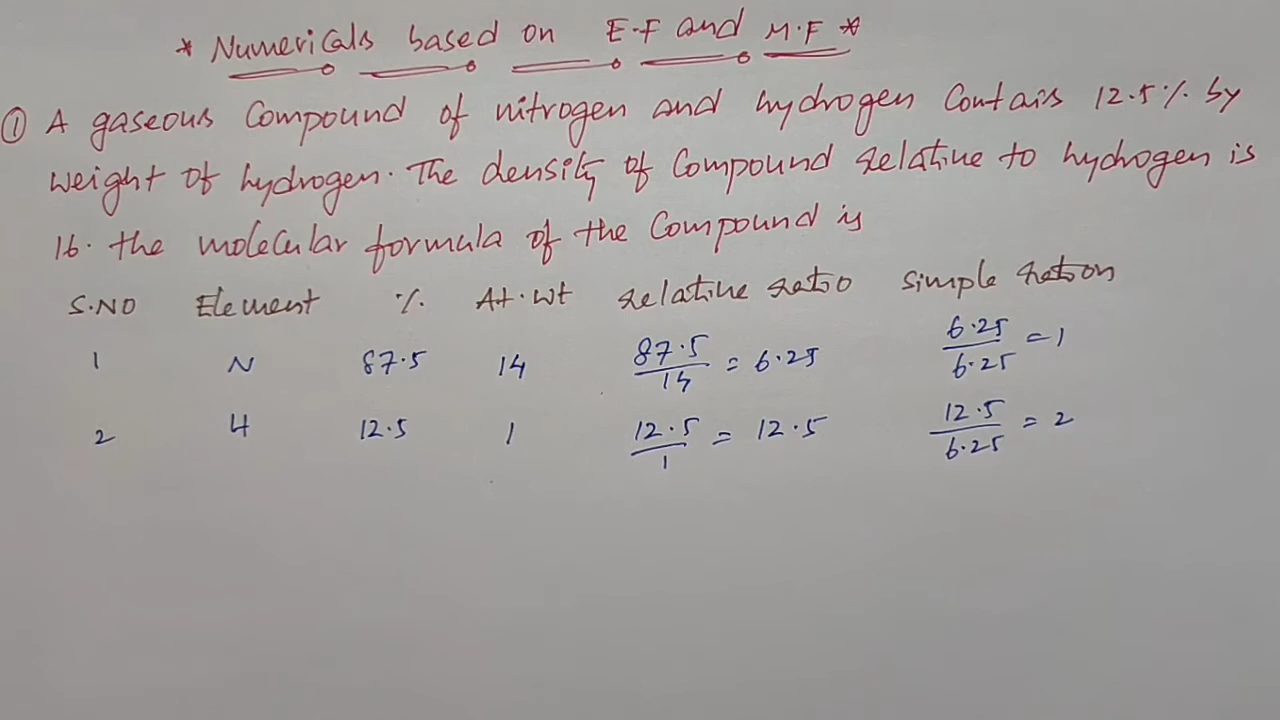 * Numericals based on E.F and M.F *
① A gaseous Compound of nitrogen and hydrogen Contais 12.5% by
weight of hydrogen. The density of Compound relative to hydrogen is
16. the molecular formula of the Compound is
S.NO Element % At.wt relative ratio simple ration
1 N 87.5 14 87.5/14 = 6.25 6.25/6.25 = 1
2 H 12.5 1 12.5/1 = 12.5 12.5/6.25 = 2